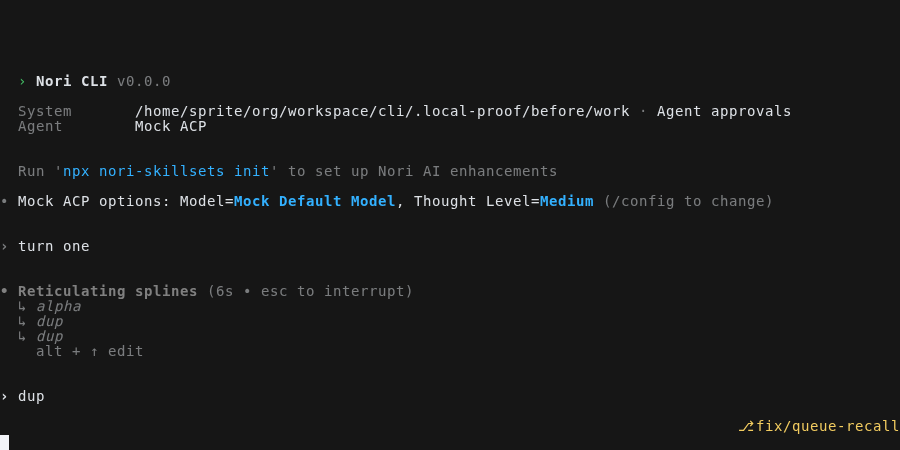 › Nori CLI v0.0.0
System /home/sprite/org/workspace/cli/.local-proof/before/work · Agent approvals
Agent Mock ACP
Run 'npx nori-skillsets init' to set up Nori AI enhancements
• Mock ACP options: Model=Mock Default Model, Thought Level=Medium (/config to change)
› turn one
• Reticulating splines (6s • esc to interrupt)
↳ alpha
↳ dup
↳ dup
alt + ↑ edit
› dup
⎇fix/queue-recall